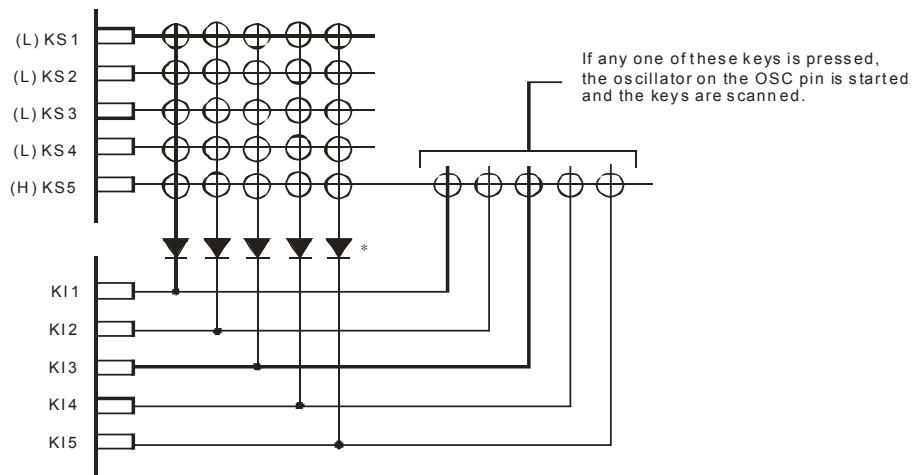 (L) KS1
(L) KS2
(L) KS3
(L) KS4
(H) KS5
If any one of these keys is pressed,
the oscillator on the OSC pin is started
and the keys are scanned.
*
KI1
KI2
KI3
KI4
KI5